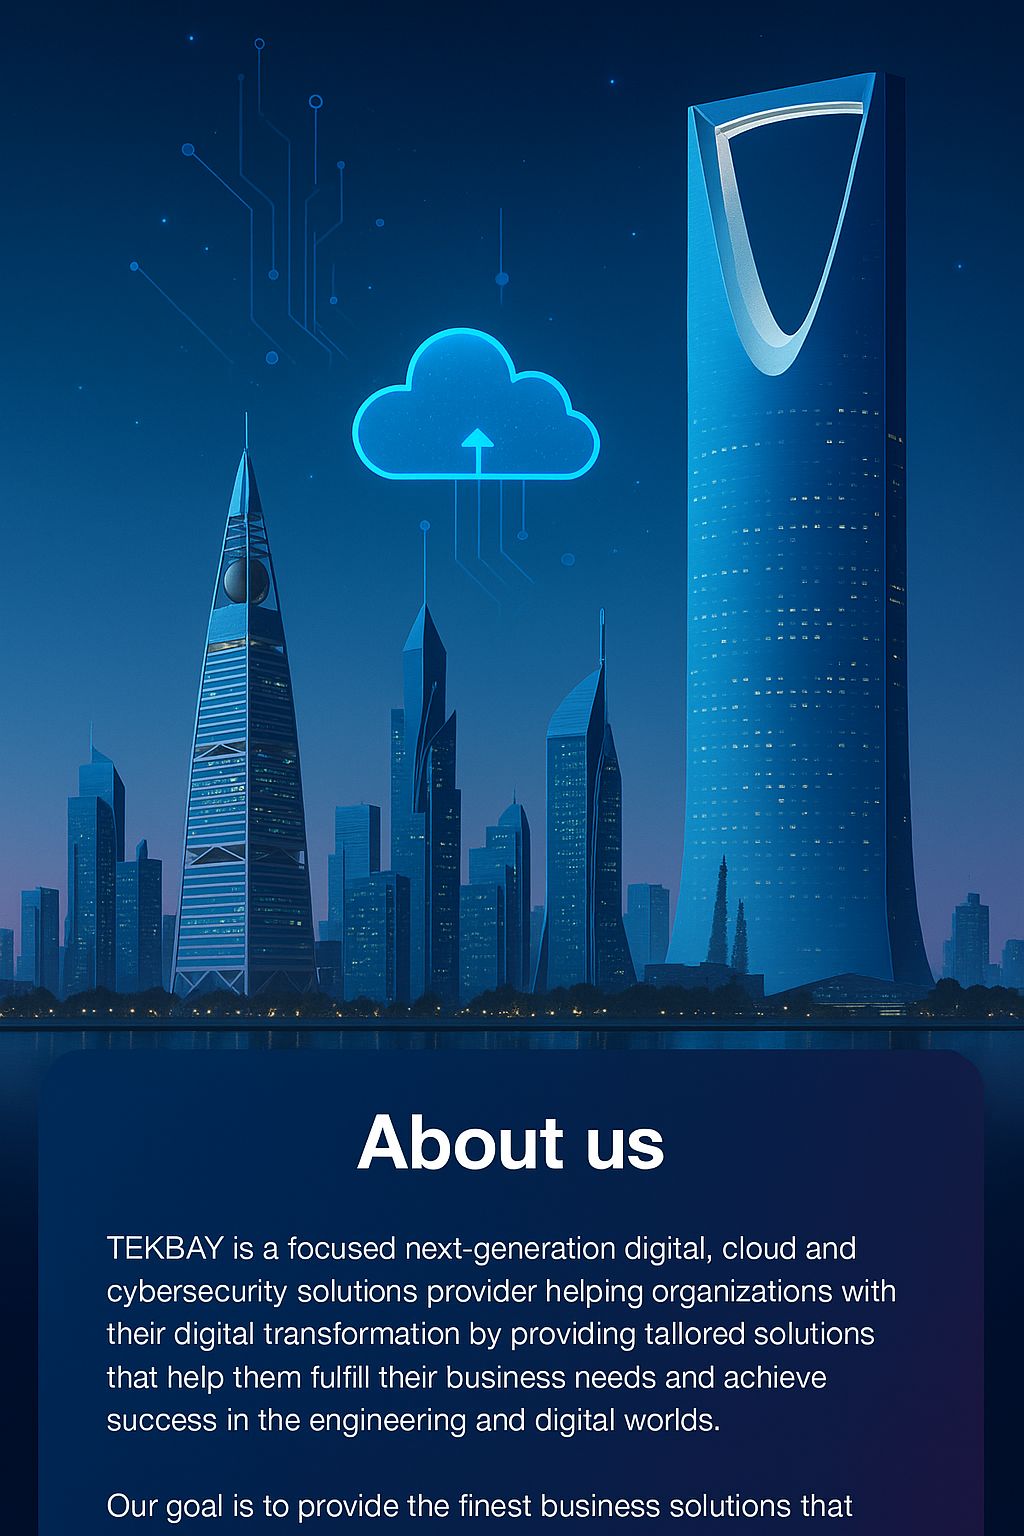 About us
TEKBAY is a focused next-generation digital, cloud and
cybersecurity solutions provider helping organizations with
their digital transformation by providing tallored solutions
that help them fulfill their business needs and achieve
success in the engineering and digital worlds.
Our goal is to provide the finest business solutions that